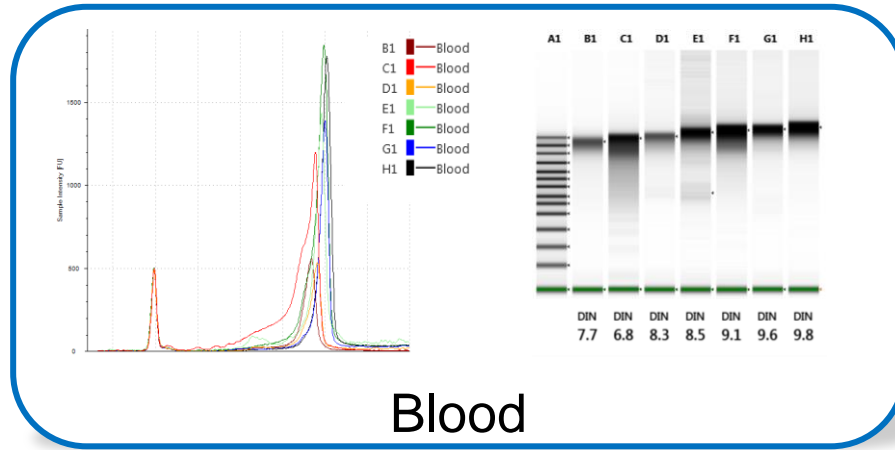 B1 Blood
C1 Blood
D1 Blood
E1 Blood
F1 Blood
G1 Blood
H1 Blood
Sample Intensity [FU]
1500
1000
500
0
A1 B1 C1 D1 E1 F1 G1 H1
DIN DIN DIN DIN DIN DIN DIN
7.7 6.8 8.3 8.5 9.1 9.6 9.8
Blood